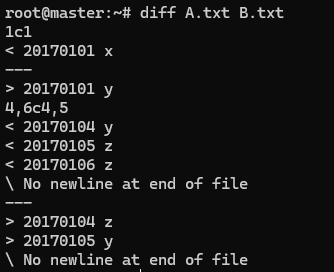 root@master:~# diff A.txt B.txt
1c1
< 20170101 x
---
> 20170101 y
4,6c4,5
< 20170104 y
< 20170105 z
< 20170106 z
\ No newline at end of file
---
> 20170104 z
> 20170105 y
\ No newline at end of file